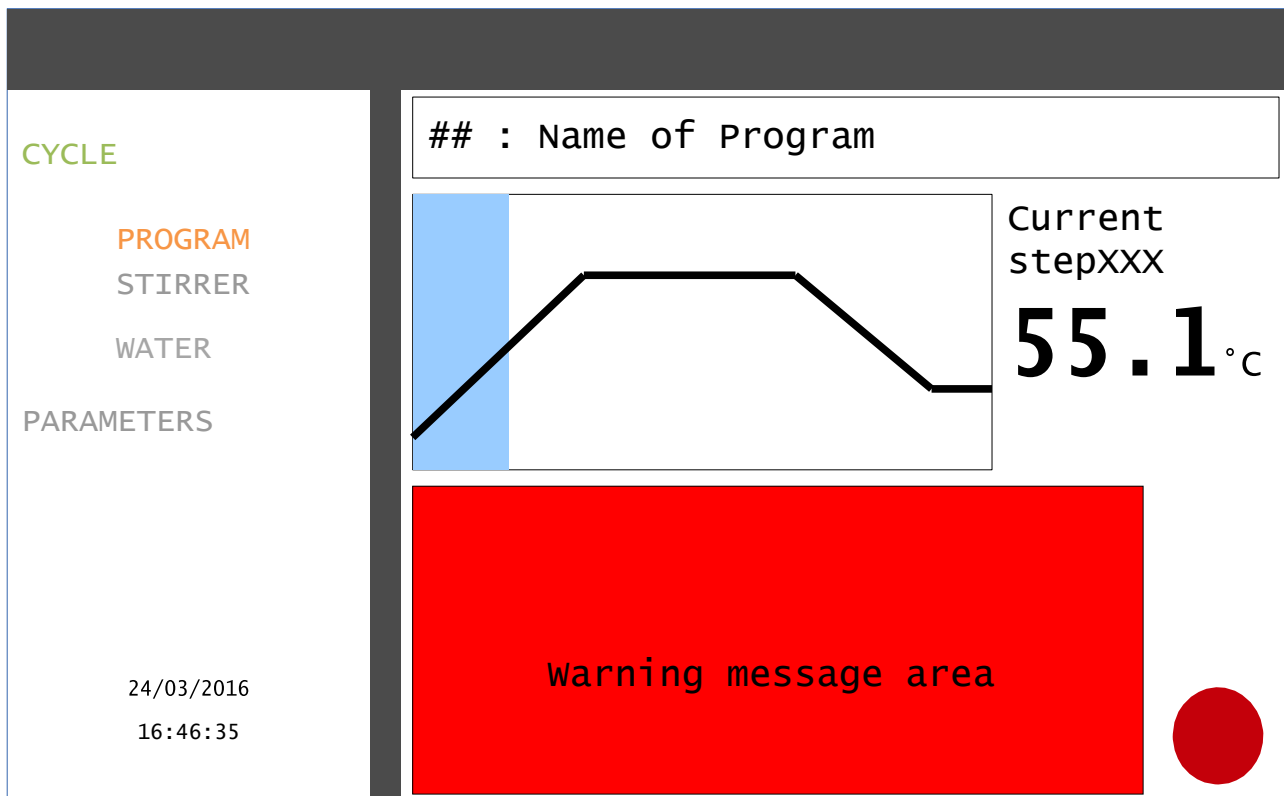 CYCLE
PROGRAM
STIRRER
WATER
PARAMETERS
24/03/2016
16:46:35
## : Name of Program
Current
stepXXX
55.1°C
Warning message area